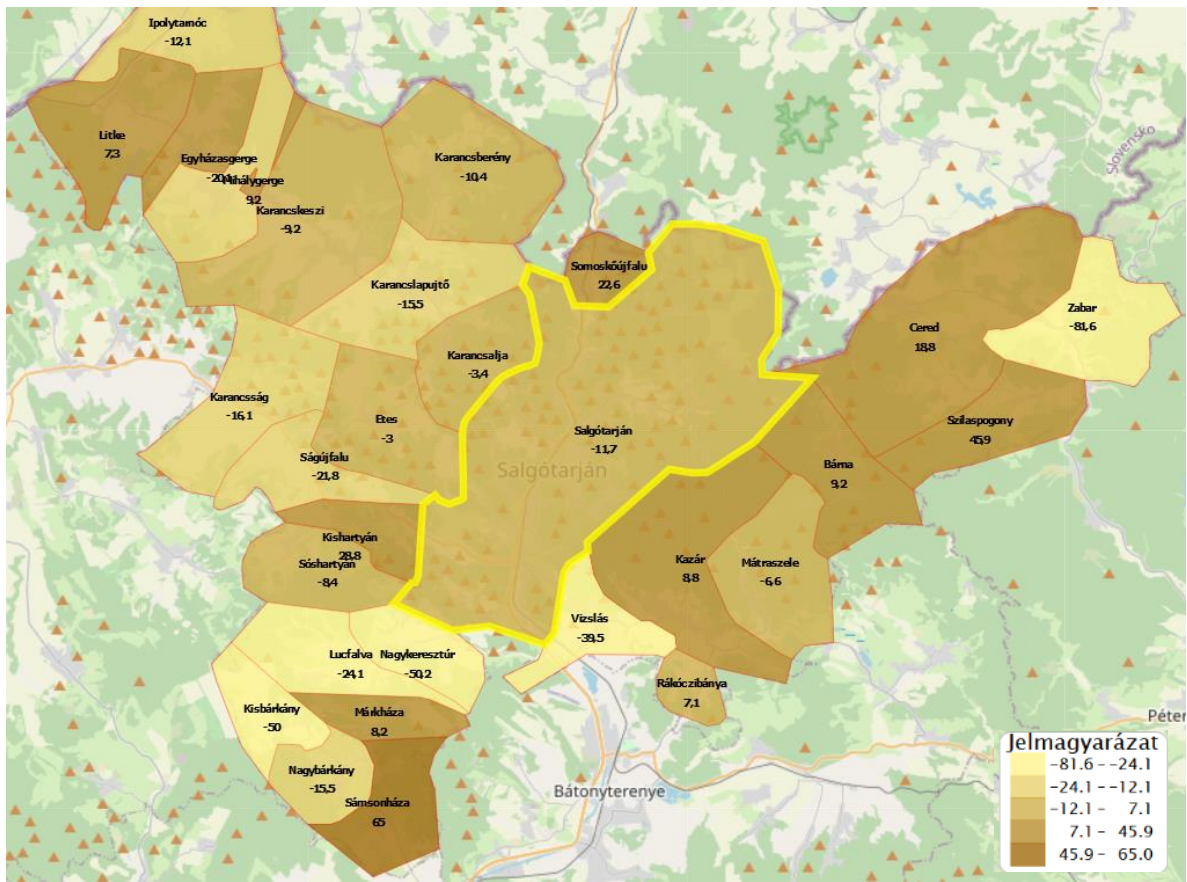 Ipolytarnóc
-12,1
Litke
7,3
Egyházasgerge
Mihálygerge
9,2
Karancskeszi
-9,2
Karancsberény
-10,4
Slovensko
Somoskőújfalu
22,6
Karancslapujtő
-15,5
Zabar
-81,6
Cered
18,8
Karancsalja
-3,4
Karancsság
-16,1
Etes
-3
Salgótarján
-11,7
Salgótarján
Szilaspogony
45,9
Ságújfalu
-21,8
Bárna
9,2
Kishartyán
28,8
Sóshartyán
-8,4
Kazár
8,8
Mátraszele
-6,6
Vizslás
-39,5
Lucfalva
-24,1
Nagykeresztúr
-50,2
Rákóczibánya
7,1
Kisbárkány
-50
Márkháza
8,2
Péter
Nagybárkány
-15,5
Sámsonháza
65
Bátonyterenye
Jelmagyarázat
-81.6 - -24.1
-24.1 - -12.1
-12.1 - 7.1
7.1 - 45.9
45.9 - 65.0